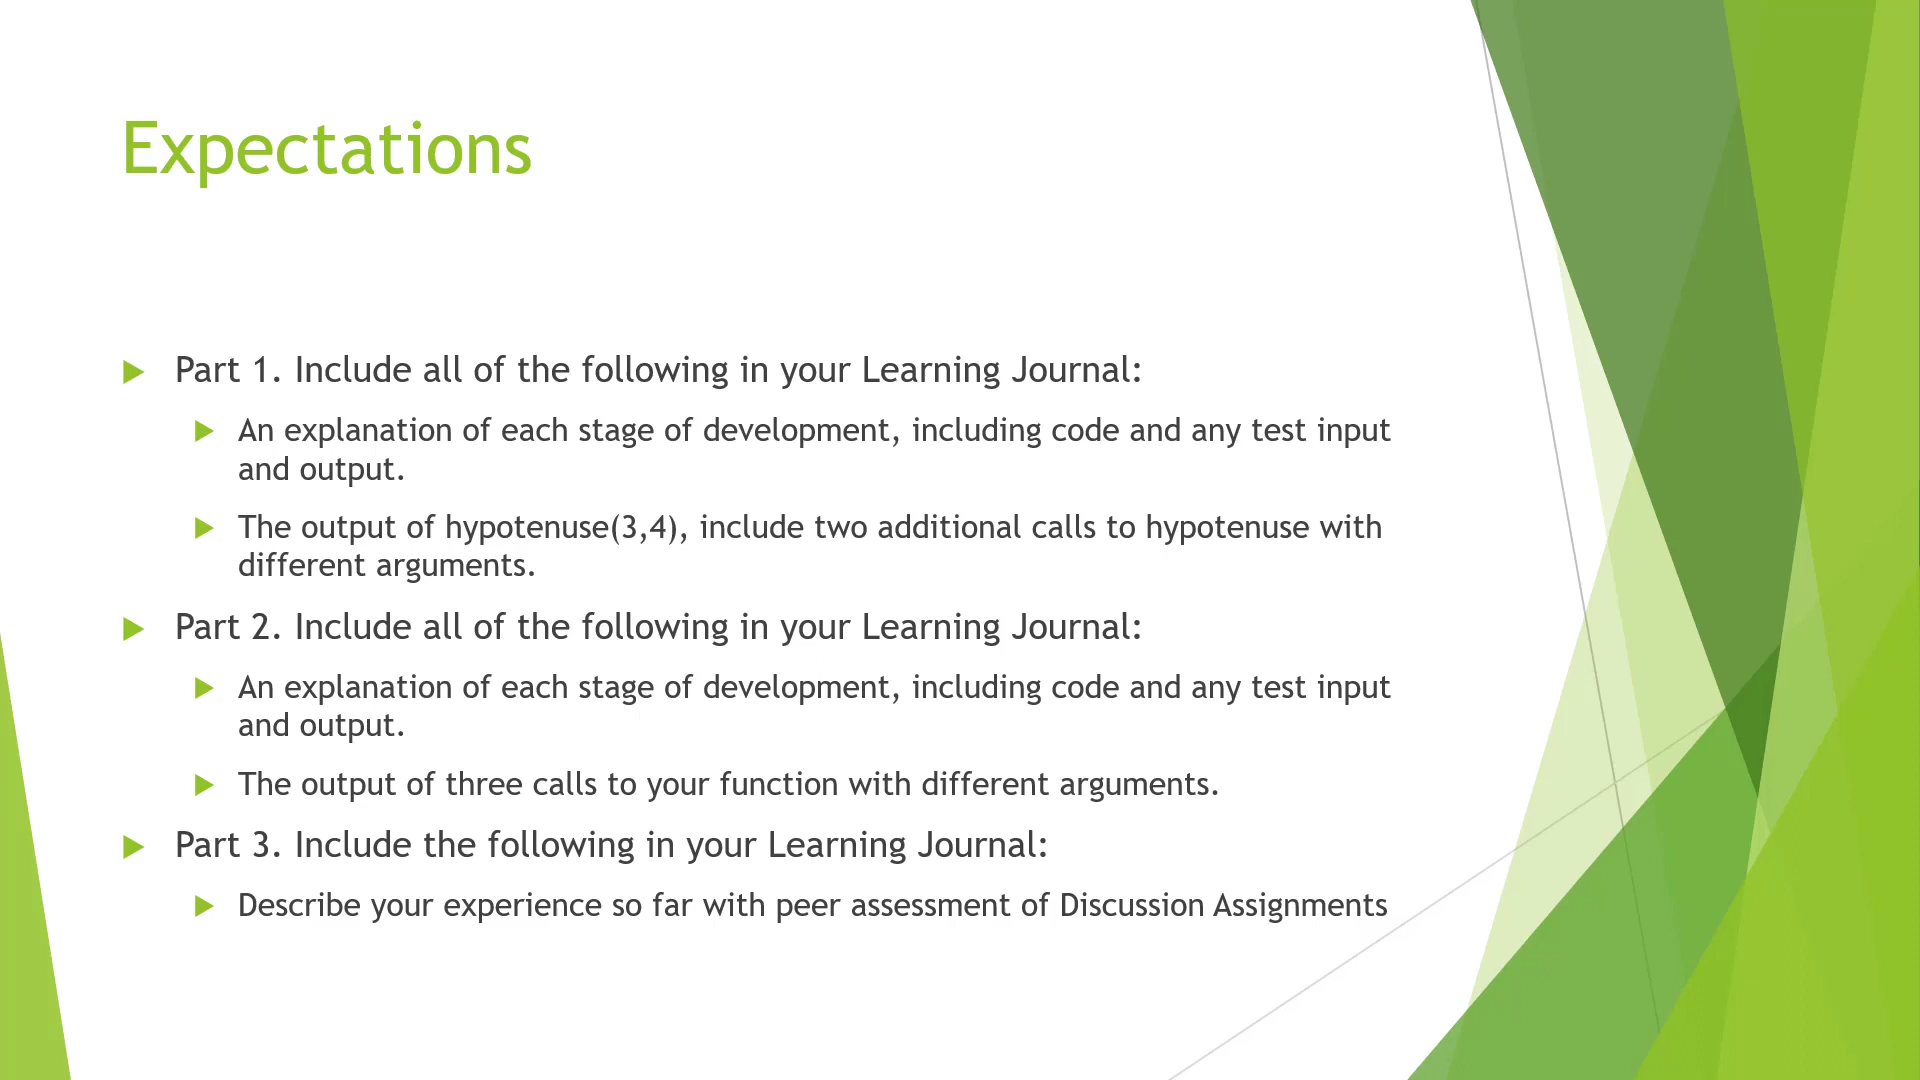 Expectations
Part 1. Include all of the following in your Learning Journal:
An explanation of each stage of development, including code and any test input
and output.
The output of hypotenuse(3,4), include two additional calls to hypotenuse with
different arguments.
Part 2. Include all of the following in your Learning Journal:
An explanation of each stage of development, including code and any test input
and output.
The output of three calls to your function with different arguments.
Part 3. Include the following in your Learning Journal:
Describe your experience so far with peer assessment of Discussion Assignments